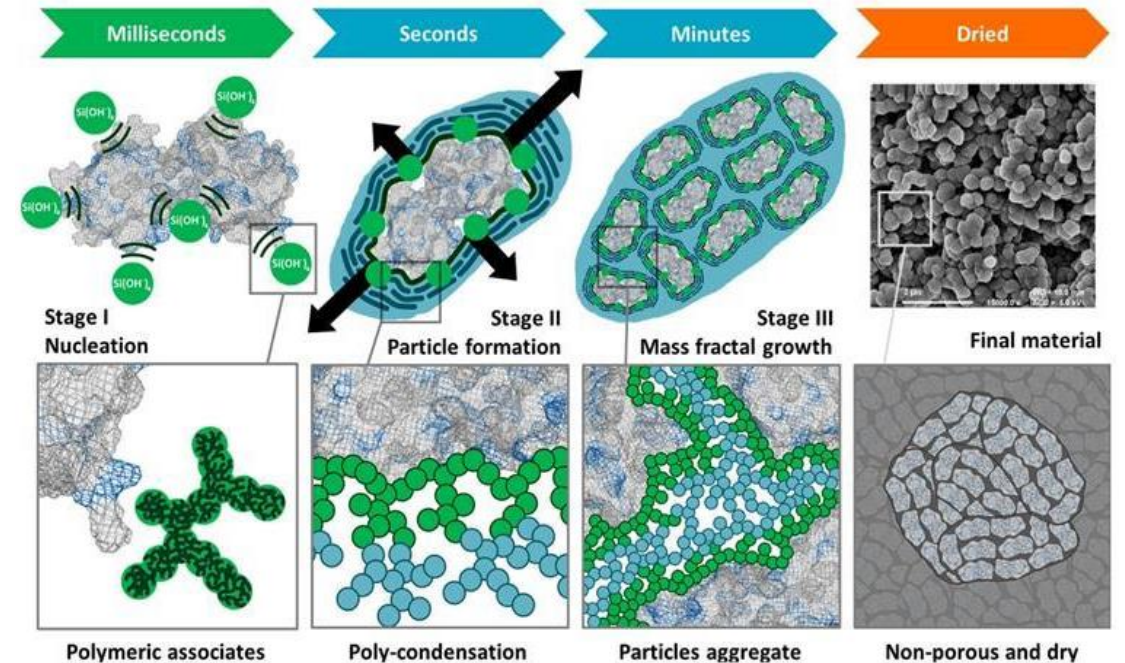 Milliseconds
Seconds
Minutes
Dried
Si(OH⁻)₄
Si(OH⁻)₄
Si(OH⁻)₄
Si(OH⁻)₄
Si(OH⁻)₄
Si(OH⁻)₄
Stage I
Nucleation
Stage II
Particle formation
Stage III
Mass fractal growth
Final material
Polymeric associates
Poly-condensation
Particles aggregate
Non-porous and dry